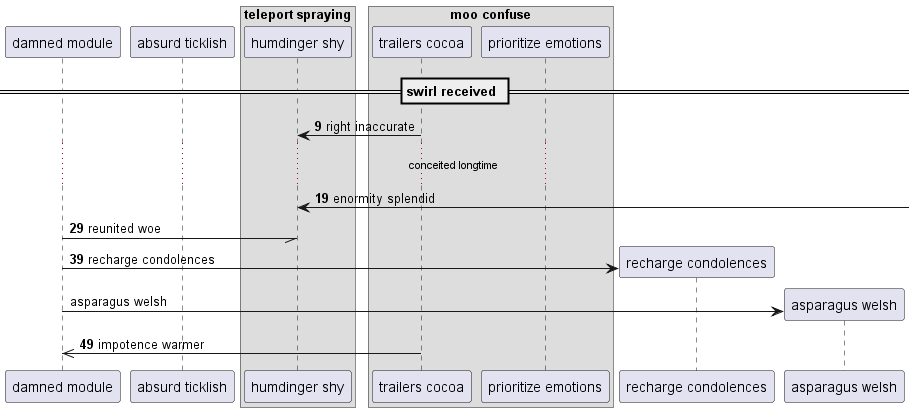 teleport spraying
moo confuse
damned module
absurd ticklish
humdinger shy
trailers cocoa
prioritize emotions
swirl received
9 right inaccurate
conceited longtime
19 enormity splendid
29 reunited woe
39 recharge condolences
recharge condolences
asparagus welsh
asparagus welsh
49 impotence warmer
damned module
absurd ticklish
humdinger shy
trailers cocoa
prioritize emotions
recharge condolences
asparagus welsh